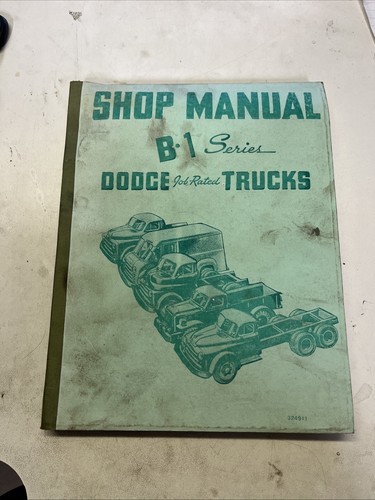 SHOP MANUAL
B-1 Series
DODGE Job-Rated TRUCKS